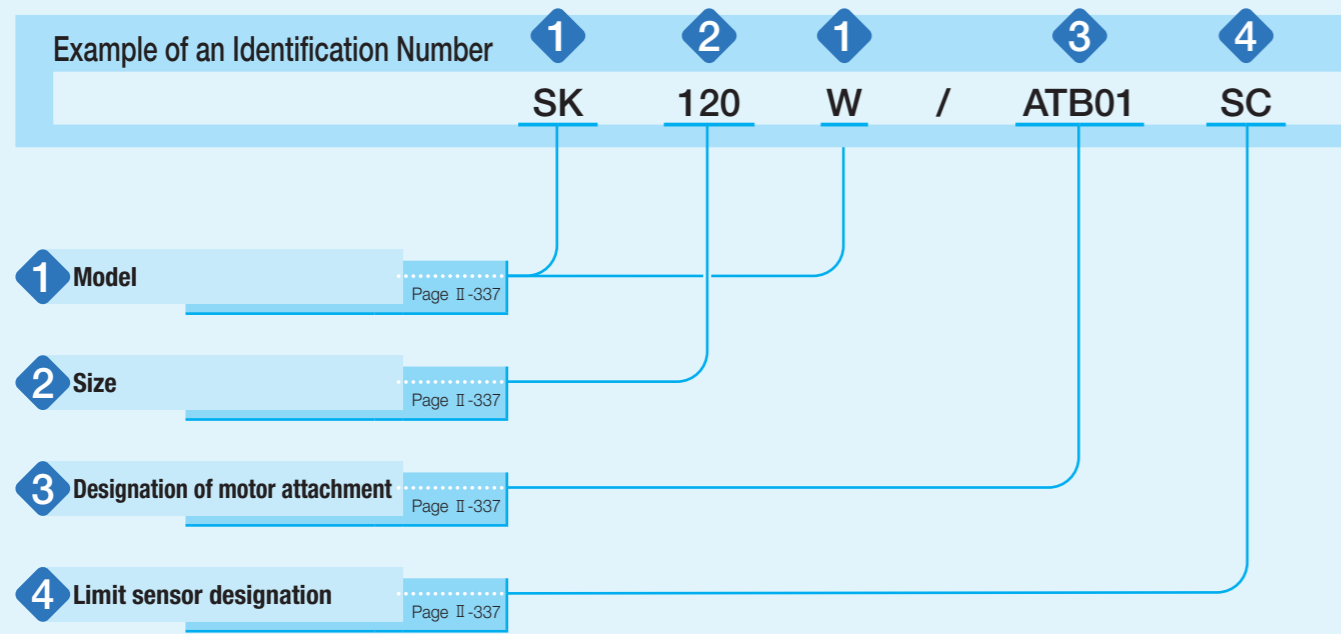 1 2 1 3 4
Example of an Identification Number
SK 120 W / ATB01 SC
1 Model
Page Ⅱ-337
2 Size
Page Ⅱ-337
3 Designation of motor attachment
Page Ⅱ-337
4 Limit sensor designation
Page Ⅱ-337